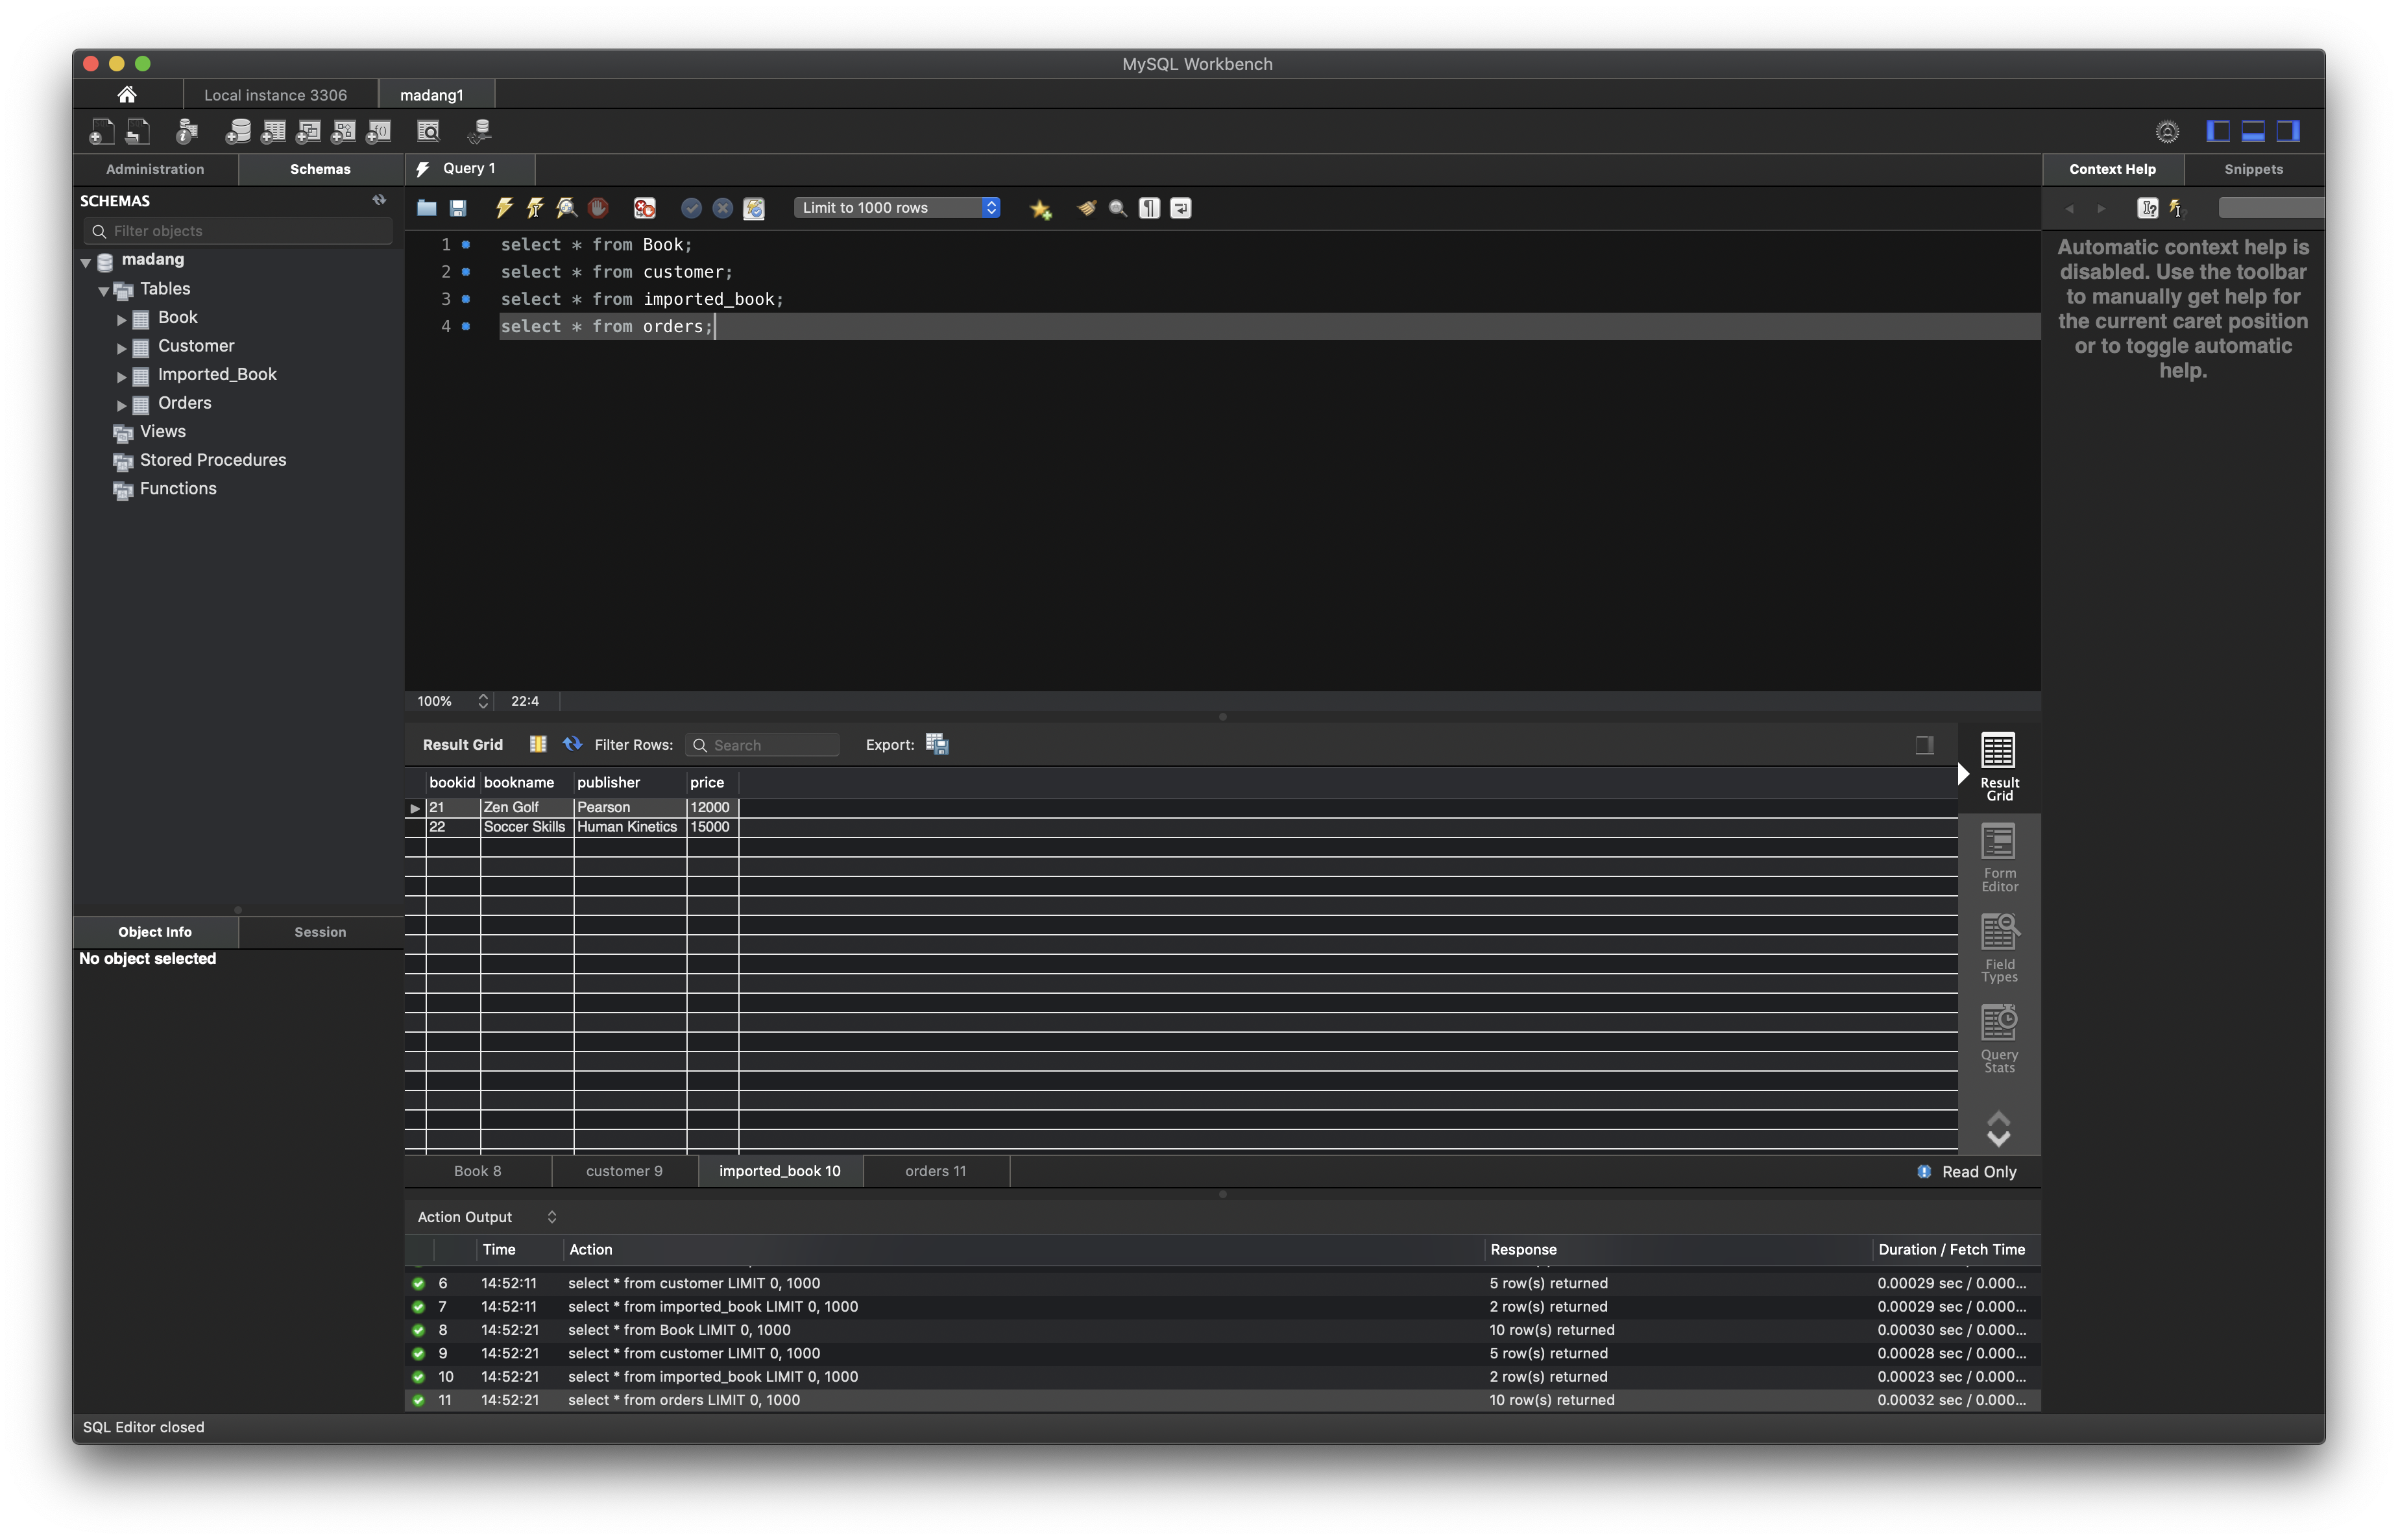 MySQL Workbench
Local instance 3306
madang1
Administration
Schemas
Query 1
Context Help
Snippets
SCHEMAS
Filter objects
Limit to 1000 rows
madang
Tables
Book
Customer
Imported_Book
Orders
Views
Stored Procedures
Functions
1 select * from Book;
2 select * from customer;
3 select * from imported_book;
4 select * from orders;
Automatic context help is
disabled. Use the toolbar
to manually get help for
the current caret position
or to toggle automatic
help.
100%
22:4
Result Grid
Filter Rows:
Search
Export:
bookid bookname publisher price
21 Zen Golf Pearson 12000
22 Soccer Skills Human Kinetics 15000
Result
Grid
Form
Editor
Field
Types
Query
Stats
Object Info
Session
No object selected
Book 8
customer 9
imported_book 10
orders 11
Read Only
Action Output
Time Action Response Duration / Fetch Time
6 14:52:11 select * from customer LIMIT 0, 1000 5 row(s) returned 0.00029 sec / 0.000...
7 14:52:11 select * from imported_book LIMIT 0, 1000 2 row(s) returned 0.00029 sec / 0.000...
8 14:52:21 select * from Book LIMIT 0, 1000 10 row(s) returned 0.00030 sec / 0.000...
9 14:52:21 select * from customer LIMIT 0, 1000 5 row(s) returned 0.00028 sec / 0.000...
10 14:52:21 select * from imported_book LIMIT 0, 1000 2 row(s) returned 0.00023 sec / 0.000...
11 14:52:21 select * from orders LIMIT 0, 1000 10 row(s) returned 0.00032 sec / 0.000...
SQL Editor closed